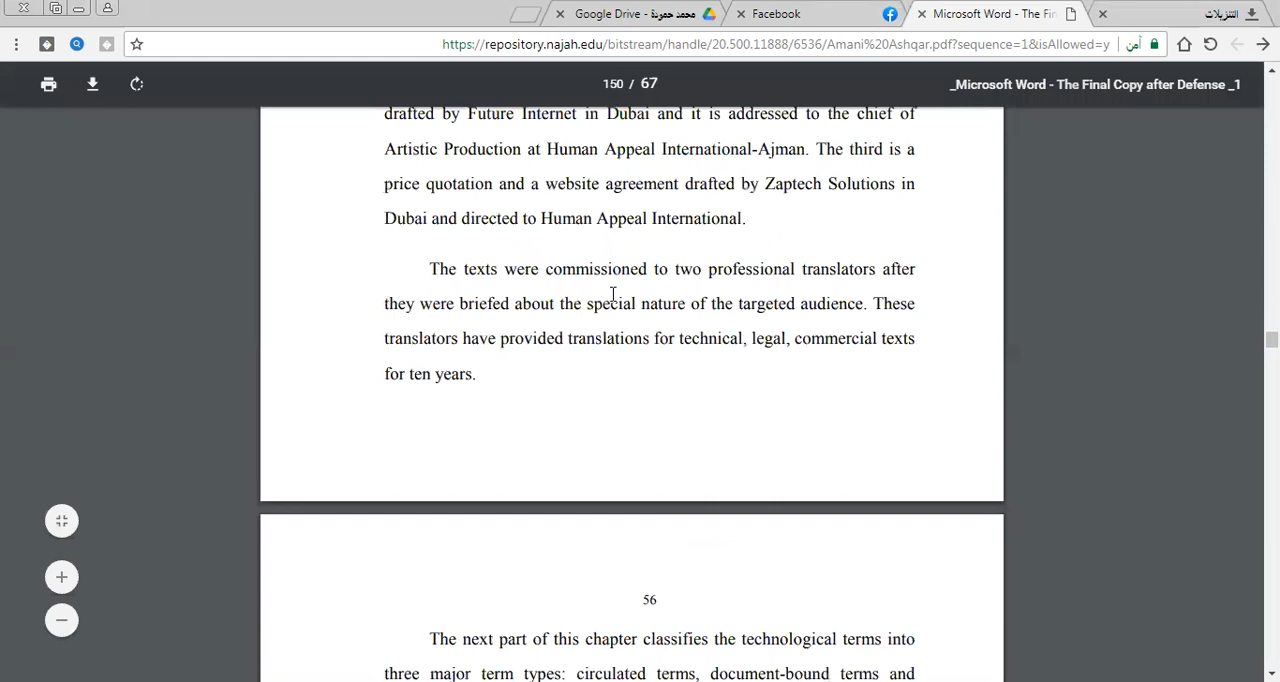 Google Drive - محمد حمودة
Facebook
Microsoft Word - The Fin
التنزيلات
https://repository.najah.edu/bitstream/handle/20.500.11888/6536/Amani%20Ashqar.pdf?sequence=1&isAllowed=y
آمن
150 / 67
_Microsoft Word - The Final Copy after Defense _1
drafted by Future Internet in Dubai and it is addressed to the chief of
Artistic Production at Human Appeal International-Ajman. The third is a
price quotation and a website agreement drafted by Zaptech Solutions in
Dubai and directed to Human Appeal International.
The texts were commissioned to two professional translators after
they were briefed about the special nature of the targeted audience. These
translators have provided translations for technical, legal, commercial texts
for ten years.
56
The next part of this chapter classifies the technological terms into
three major term types: circulated terms, document-bound terms and